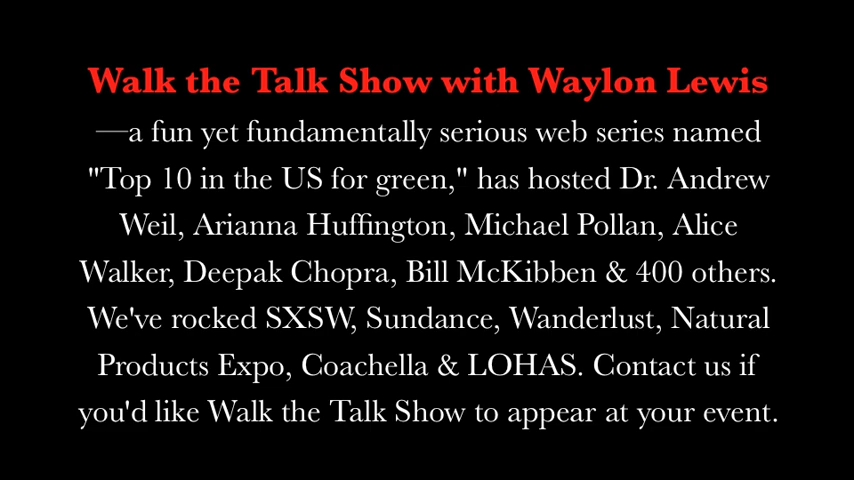 Walk the Talk Show with Waylon Lewis
—a fun yet fundamentally serious web series named
"Top 10 in the US for green," has hosted Dr. Andrew
Weil, Arianna Huffington, Michael Pollan, Alice
Walker, Deepak Chopra, Bill McKibben & 400 others.
We've rocked SXSW, Sundance, Wanderlust, Natural
Products Expo, Coachella & LOHAS. Contact us if
you'd like Walk the Talk Show to appear at your event.